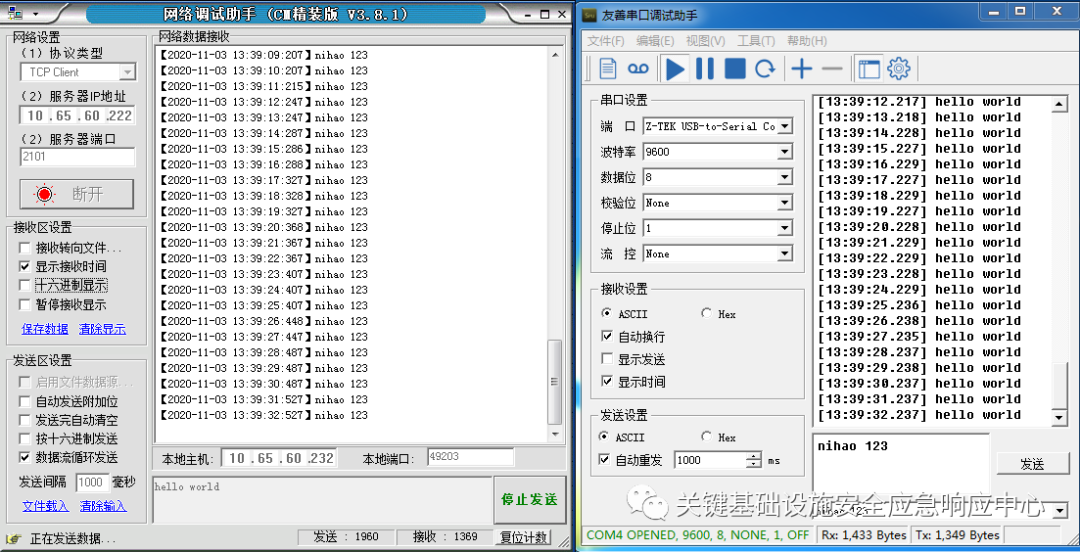 网络调试助手 (CM精装版 V3.8.1)
网络设置
(1) 协议类型
TCP Client
(2) 服务器IP地址
10 .65 .60 .222
(2) 服务器端口
2101
断开
接收区设置
接收转向文件...
显示接收时间
十六进制显示
暂停接收显示
保存数据 清除显示
发送区设置
启用文件数据源...
自动发送附加位
发送完自动清空
按十六进制发送
数据流循环发送
发送间隔 1000 毫秒
文件载入 清除输入
网络数据接收
【2020-11-03 13:39:09:207】nihao 123
【2020-11-03 13:39:10:207】nihao 123
【2020-11-03 13:39:11:215】nihao 123
【2020-11-03 13:39:12:247】nihao 123
【2020-11-03 13:39:13:247】nihao 123
【2020-11-03 13:39:14:287】nihao 123
【2020-11-03 13:39:15:286】nihao 123
【2020-11-03 13:39:16:288】nihao 123
【2020-11-03 13:39:17:327】nihao 123
【2020-11-03 13:39:18:328】nihao 123
【2020-11-03 13:39:19:327】nihao 123
【2020-11-03 13:39:20:368】nihao 123
【2020-11-03 13:39:21:367】nihao 123
【2020-11-03 13:39:22:367】nihao 123
【2020-11-03 13:39:23:407】nihao 123
【2020-11-03 13:39:24:407】nihao 123
【2020-11-03 13:39:25:407】nihao 123
【2020-11-03 13:39:26:448】nihao 123
【2020-11-03 13:39:27:447】nihao 123
【2020-11-03 13:39:28:487】nihao 123
【2020-11-03 13:39:29:487】nihao 123
【2020-11-03 13:39:30:487】nihao 123
【2020-11-03 13:39:31:527】nihao 123
【2020-11-03 13:39:32:527】nihao 123
本地主机: 10 .65 .60 .232 本地端口: 49203
hello world
停止发送
正在发送数据... 发送 : 1960 接收 : 1369 复位计数
友善串口调试助手
文件(F) 编辑(E) 视图(V) 工具(T) 帮助(H)
串口设置
端 口 Z-TEK USB-to-Serial Co
波特率 9600
数据位 8
校验位 None
停止位 1
流 控 None
接收设置
ASCII Hex
自动换行
显示发送
显示时间
发送设置
ASCII Hex
自动重发 1000 ms
[13:39:12.217] hello world
[13:39:13.218] hello world
[13:39:14.228] hello world
[13:39:15.227] hello world
[13:39:16.229] hello world
[13:39:17.227] hello world
[13:39:18.229] hello world
[13:39:19.227] hello world
[13:39:20.228] hello world
[13:39:21.229] hello world
[13:39:22.229] hello world
[13:39:23.228] hello world
[13:39:24.229] hello world
[13:39:25.236] hello world
[13:39:26.238] hello world
[13:39:27.235] hello world
[13:39:28.237] hello world
[13:39:29.238] hello world
[13:39:30.237] hello world
[13:39:31.237] hello world
[13:39:32.237] hello world
nihao 123
发送
nihao 123
关键基础设施安全应急响应中心
COM4 OPENED, 9600, 8, NONE, 1, OFF Rx: 1,433 Bytes Tx: 1,349 Bytes